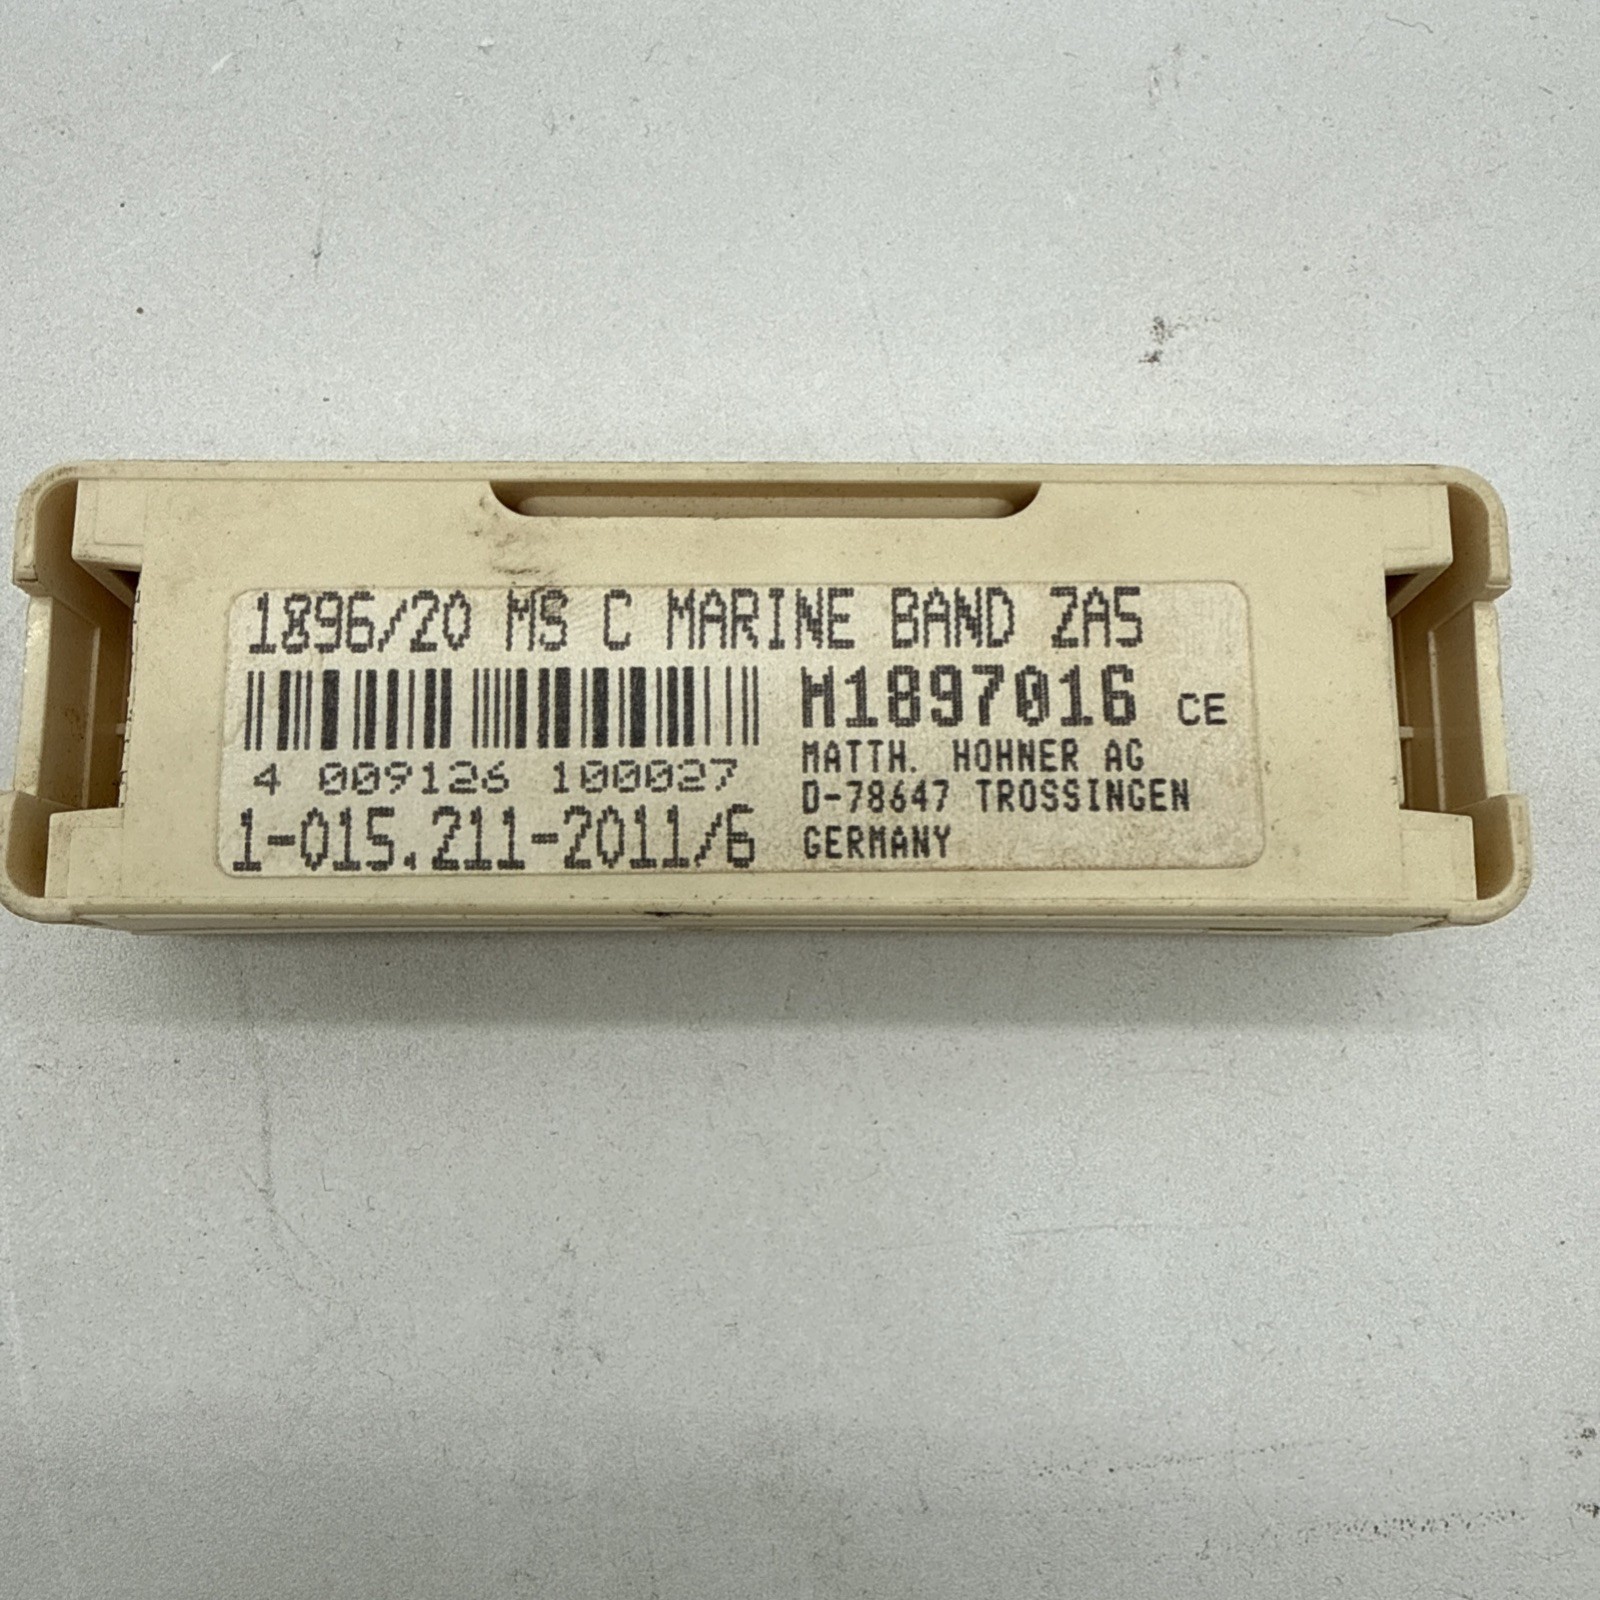 1896/20 MS C MARINE BAND ZA5
M1897016 CE
4 009126 100027
1-015.211-2011/6
MATTH. HOHNER AG
D-78647 TROSSINGEN
GERMANY